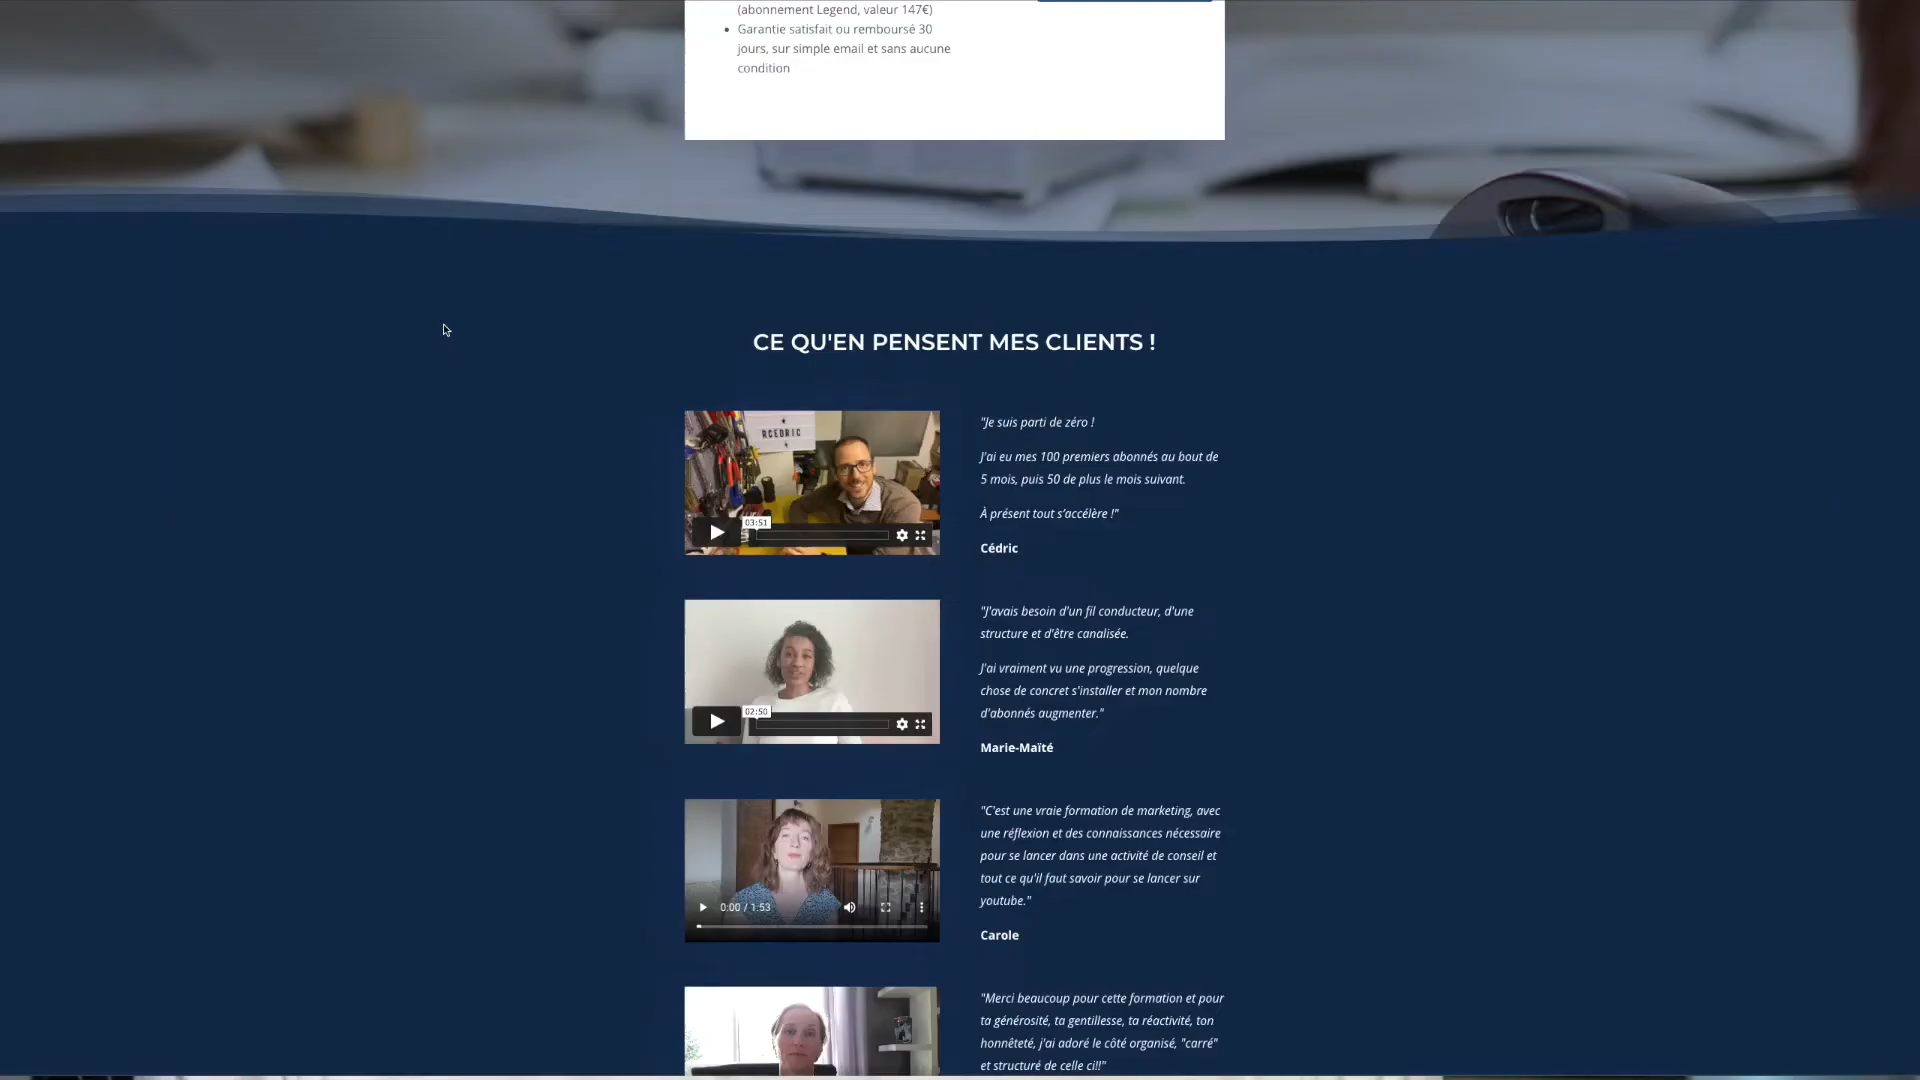 (abonnement Legend, valeur 147€)
• Garantie satisfait ou remboursé 30
jours, sur simple email et sans aucune
condition
CE QU'EN PENSENT MES CLIENTS !
RCEDRIC
03:51
"Je suis parti de zéro !
J'ai eu mes 100 premiers abonnés au bout de
5 mois, puis 50 de plus le mois suivant.
À présent tout s’accélère !"
Cédric
02:50
"J'avais besoin d'un fil conducteur, d'une
structure et d'être canalisée.
J'ai vraiment vu une progression, quelque
chose de concret s'installer et mon nombre
d'abonnés augmenter."
Marie-Maïté
0:00 / 1:53
"C'est une vraie formation de marketing, avec
une réflexion et des connaissances nécessaire
pour se lancer dans une activité de conseil et
tout ce qu'il faut savoir pour se lancer sur
youtube."
Carole
"Merci beaucoup pour cette formation et pour
ta générosité, ta gentillesse, ta réactivité, ton
honnêteté, j'ai adoré le côté organisé, "carré"
et structuré de celle ci!!"